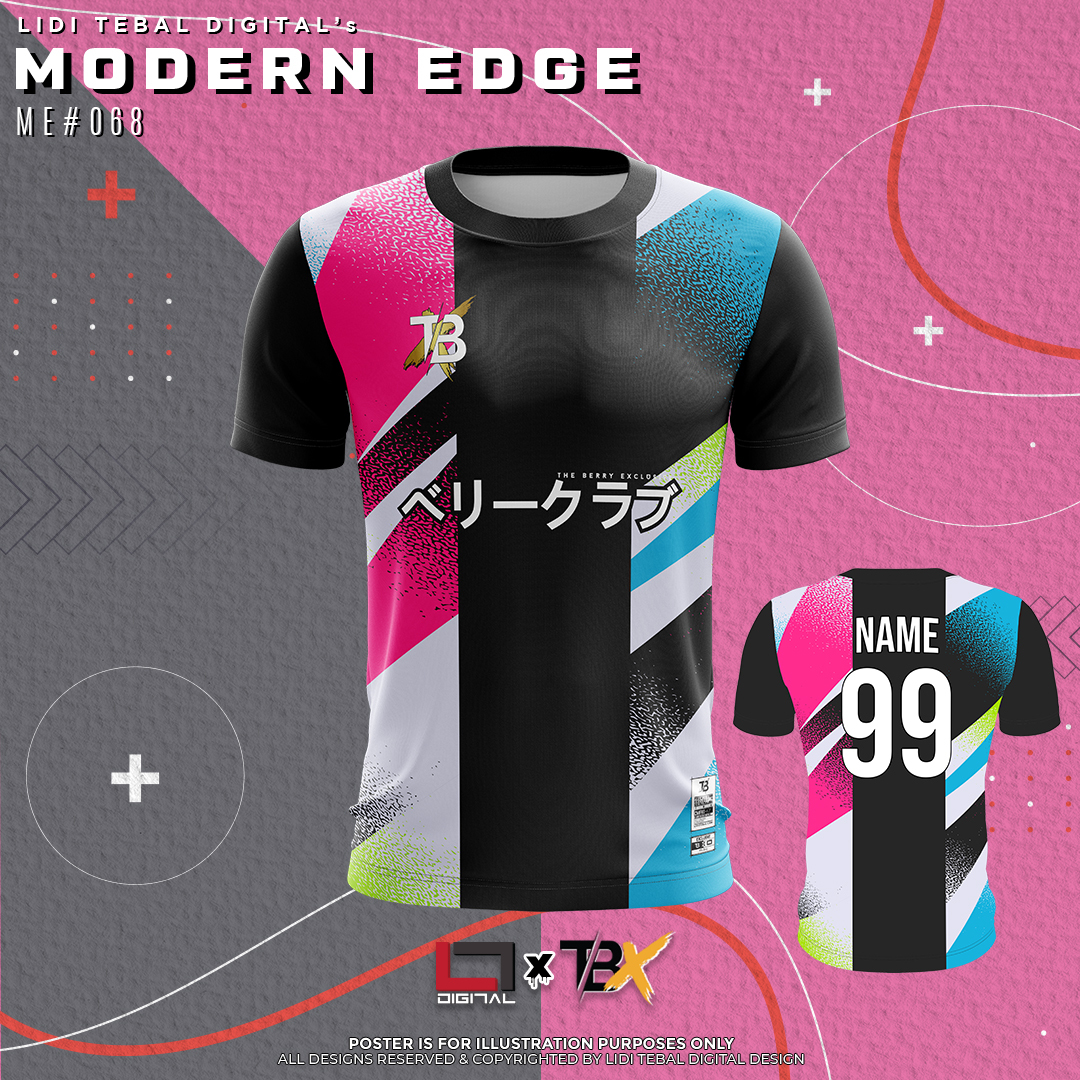 LIDI TEBAL DIGITAL's
MODERN EDGE
ME#068
TB
THE BERRY
ベリークラブ
NAME
99
TB
DIGITAL
x
TBX
POSTER IS FOR ILLUSTRATION PURPOSES ONLY
ALL DESIGNS RESERVED & COPYRIGHTED BY LIDI TEBAL DIGITAL DESIGN